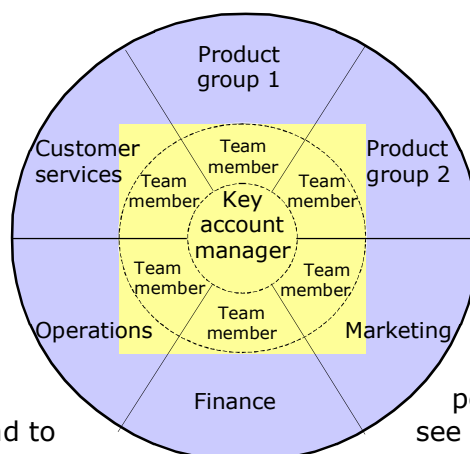 Product
group 1
Customer
services
Product
group 2
Team
member
Team
member
Team
member
Key
account
manager
Team
member
Team
member
Team
member
Operations
Marketing
Finance
see